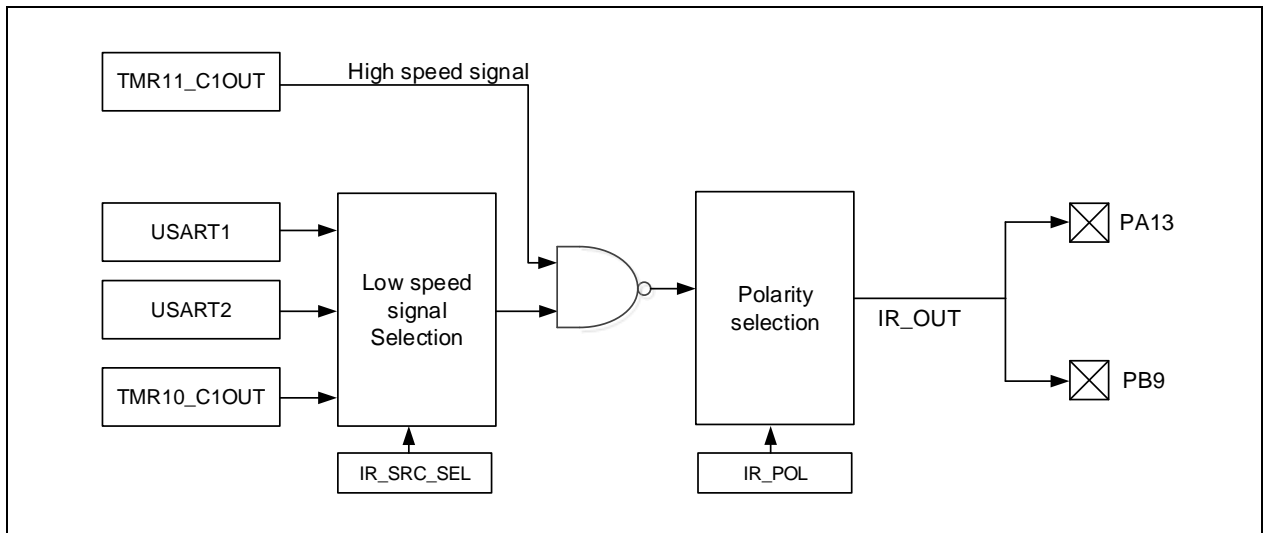 TMR11_C1OUT
High speed signal
USART1
USART2
TMR10_C1OUT
Low speed
signal
Selection
IR_SRC_SEL
Polarity
selection
IR_POL
IR_OUT
PA13
PB9